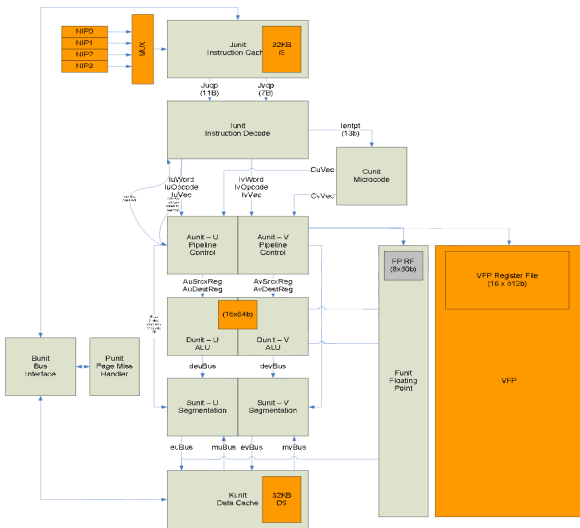 NIP0
NIP1
NIP2
NIP3
MUX
Junit
Instruction Cache
32KB
IS
Juqp
(11B)
Jvqp
(7B)
Iunit
Instruction Decode
Ientpt
(13b)
Cunit
Microcode
IuWord
IuOpcode
IuVec
IvWord
IvOpcode
IvVec
CuVec
CvVec
Aunit – U
Pipeline
Control
Aunit – V
Pipeline
Control
FP RF
(8x80b)
VFP Register File
(16 x 512b)
AuSrcxReg
AuDestReg
AvSrcxReg
AvDestReg
(16x64b)
Dunit – U
ALU
Dunit – V
ALU
Bunit
Bus
Interface
Punit
Page Miss
Handler
Funit
Floating
Point
VFP
deuBus
devBus
Sunit – U
Segmentation
Sunit – V
Segmentation
euBus
muBus
evBus
mvBus
Kunit
Data Cache
32KB
DS